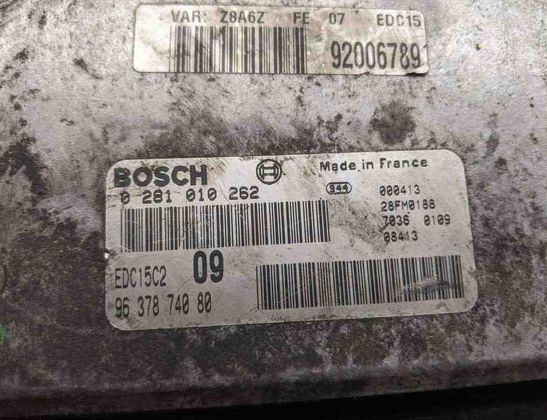 VAR: Z8A6Z FE 07 EDC15
92006789
BOSCH Made in France
0 281 010 262 944 000413
28FM0188
7036 0109
08413
EDC15C2 09
96 378 740 80